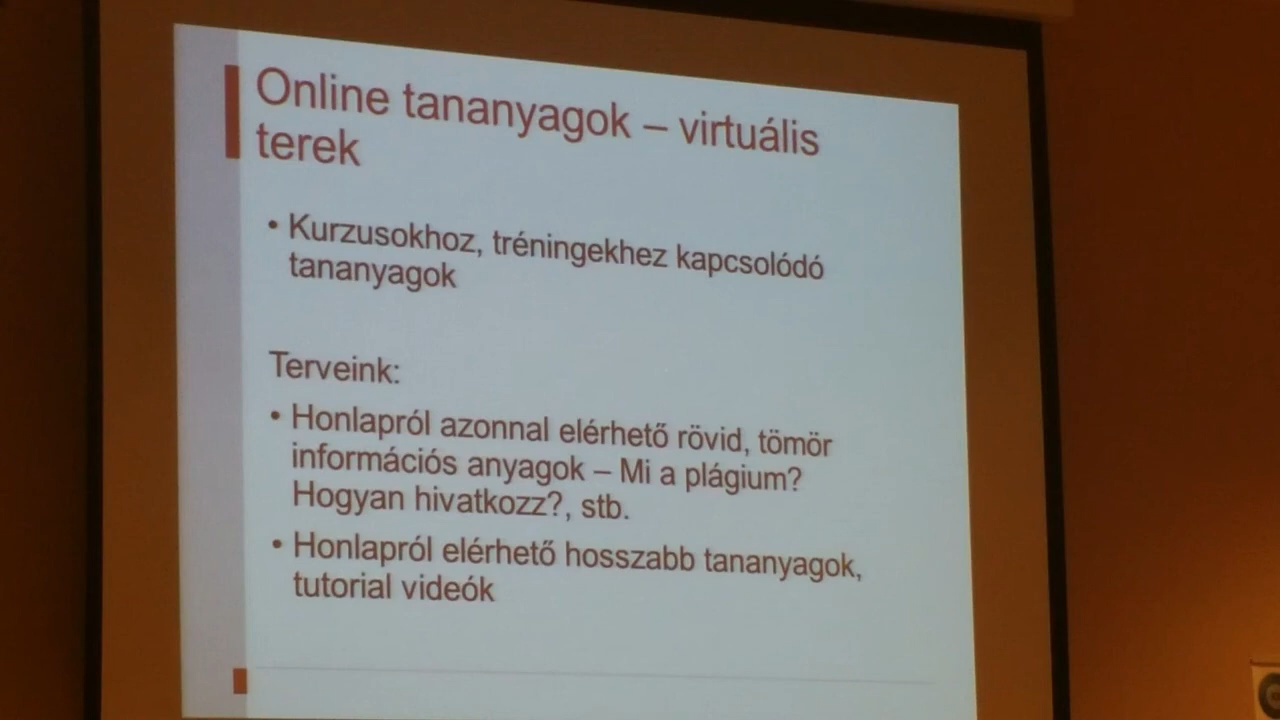 Online tananyagok – virtuális
terek
• Kurzusokhoz, tréningekhez kapcsolódó
tananyagok
Terveink:
• Honlapról azonnal elérhető rövid, tömör
információs anyagok – Mi a plágium?
Hogyan hivatkozz?, stb.
• Honlapról elérhető hosszabb tananyagok,
tutorial videók